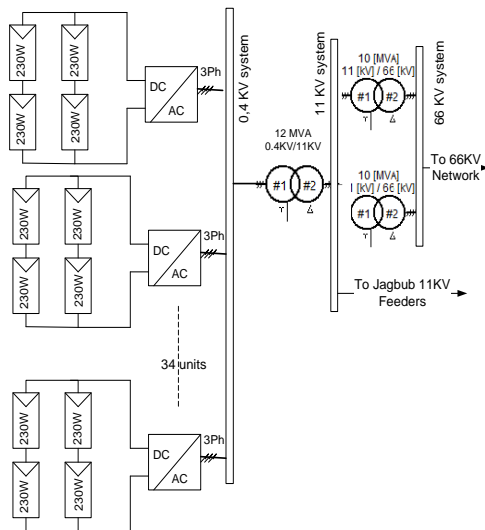 230W
230W
230W
230W
DC
AC
3Ph
0,4 KV system
12 MVA
0.4KV/11KV
#1
#2
11 KV system
10 [MVA]
11 [kV] / 66 [kV]
#1
#2
66 KV system
To 66KV
Network
10 [MVA]
[kV] / 66 [kV]
#1
#2
To Jagbub 11KV
Feeders
230W
230W
230W
230W
DC
AC
3Ph
34 units
230W
230W
230W
230W
DC
AC
3Ph